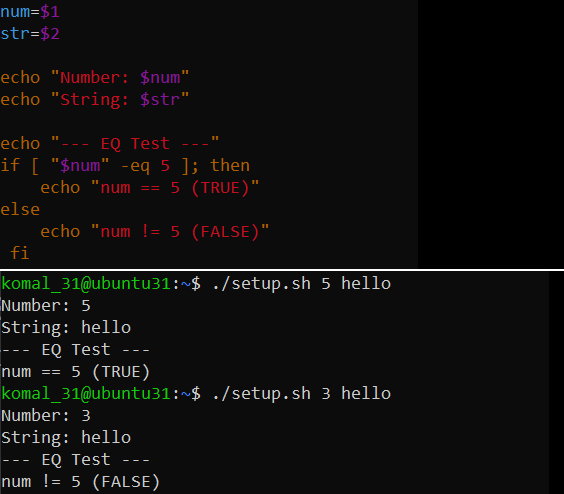 num=$1
str=$2

echo "Number: $num"
echo "String: $str"

echo "--- EQ Test ---"
if [ "$num" -eq 5 ]; then
    echo "num == 5 (TRUE)"
else
    echo "num != 5 (FALSE)"
 fi
komal_31@ubuntu31:~$ ./setup.sh 5 hello
Number: 5
String: hello
--- EQ Test ---
num == 5 (TRUE)
komal_31@ubuntu31:~$ ./setup.sh 3 hello
Number: 3
String: hello
--- EQ Test ---
num != 5 (FALSE)